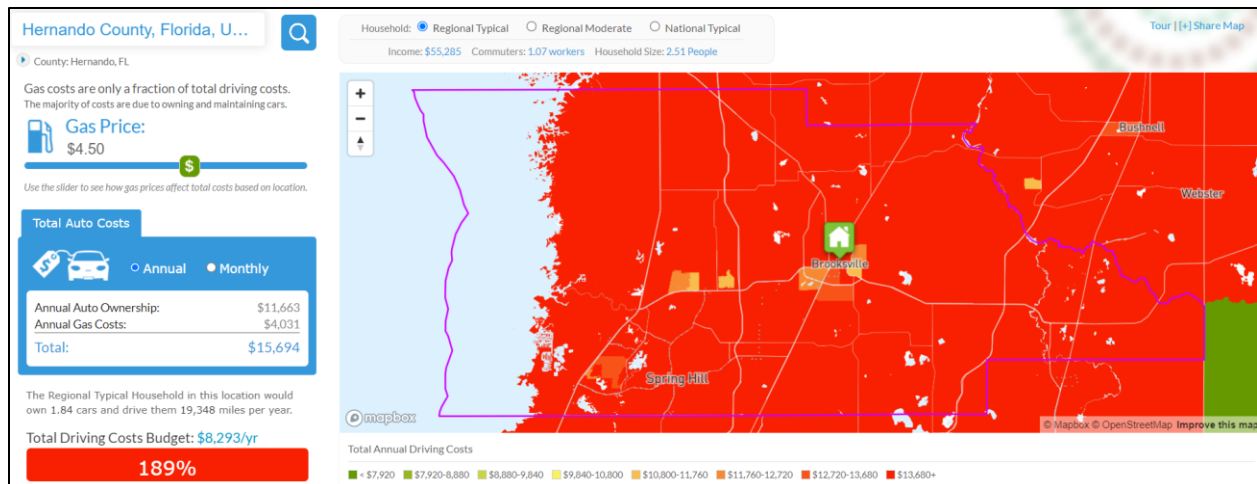 Hernando County, Florida, U...
County: Hernando, FL
Gas costs are only a fraction of total driving costs.
The majority of costs are due to owning and maintaining cars.
Gas Price:
$4.50
$
Use the slider to see how gas prices affect total costs based on location.
Total Auto Costs
$
Annual
Monthly
Annual Auto Ownership: $11,663
Annual Gas Costs: $4,031
Total: $15,694
The Regional Typical Household in this location would
own 1.84 cars and drive them 19,348 miles per year.
Total Driving Costs Budget: $8,293/yr
189%
Household: Regional Typical Regional Moderate National Typical
Income: $55,285 Commuters: 1.07 workers Household Size: 2.51 People
Tour | [+] Share Map
+
−
Bushnell
Webster
Brooksville
Spring Hill
mapbox
© Mapbox © OpenStreetMap Improve this map
Total Annual Driving Costs
< $7,920 $7,920-8,880 $8,880-9,840 $9,840-10,800 $10,800-11,760 $11,760-12,720 $12,720-13,680 $13,680+